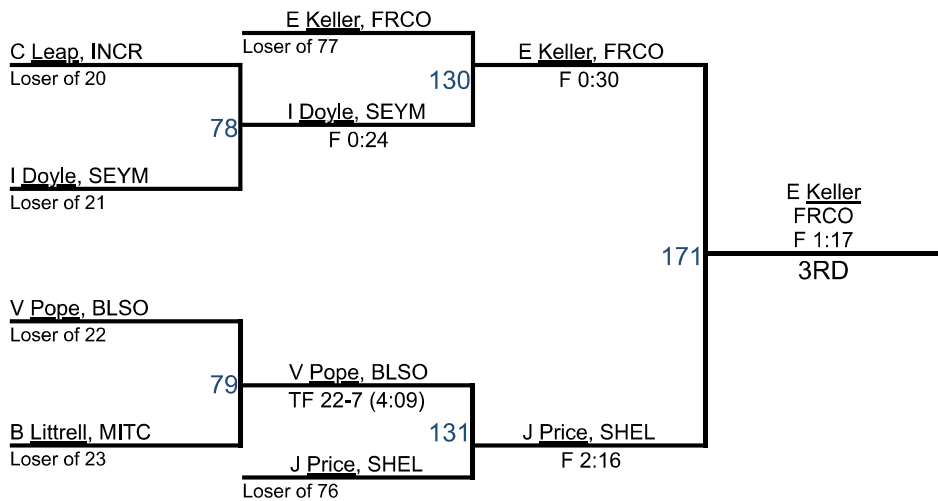 E Keller, FRCO
Loser of 77
C Leap, INCR
Loser of 20
E Keller, FRCO
F 0:30
130
78
I Doyle, SEYM
F 0:24
I Doyle, SEYM
Loser of 21
E Keller
FRCO
F 1:17
3RD
171
V Pope, BLSO
Loser of 22
79
V Pope, BLSO
TF 22-7 (4:09)
B Littrell, MITC
Loser of 23
131
J Price, SHEL
F 2:16
J Price, SHEL
Loser of 76